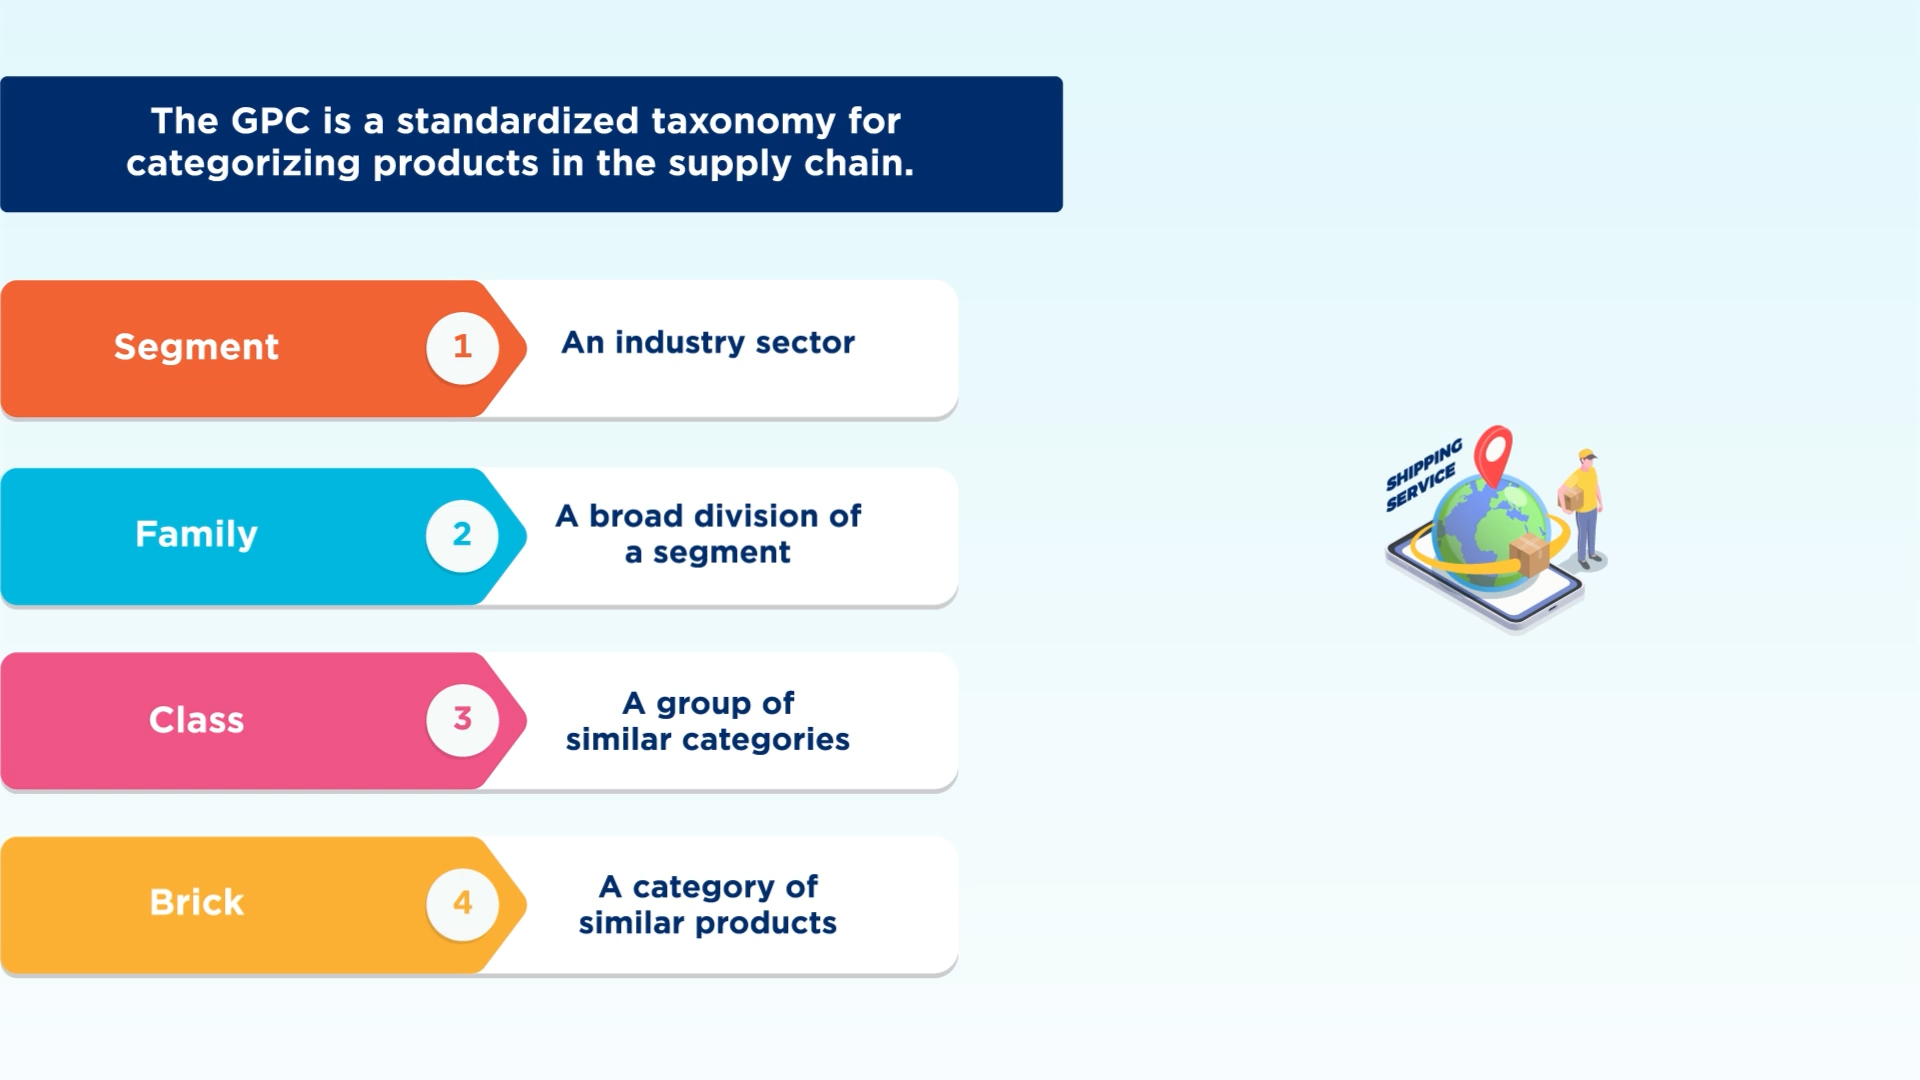 The GPC is a standardized taxonomy for
categorizing products in the supply chain.
Segment
1
An industry sector
Family
2
A broad division of
a segment
Class
3
A group of
similar categories
Brick
4
A category of
similar products
SHIPPING
SERVICE